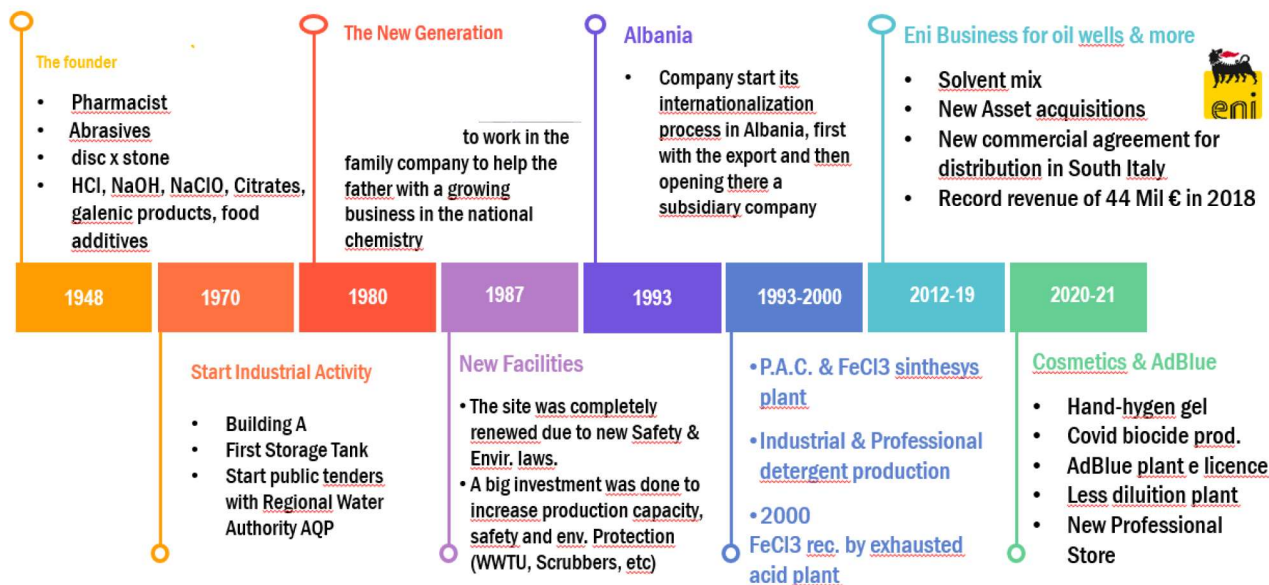 The founder
• Pharmacist
• Abrasives
• disc x stone
• HCl, NaOH, NaClO, Citrates,
galenic products, food
additives
The New Generation
to work in the
family company to help the
father with a growing
business in the national
chemistry
Albania
• Company start its
internationalization
process in Albania, first
with the export and then
opening there a
subsidiary company
Eni Business for oil wells & more
• Solvent mix
• New Asset acquisitions
• New commercial agreement for
distribution in South Italy
• Record revenue of 44 Mil € in 2018
eni
1948
1970
1980
1987
1993
1993-2000
2012-19
2020-21
Start Industrial Activity
• Building A
• First Storage Tank
• Start public tenders
with Regional Water
Authority AQP
New Facilities
• The site was completely
renewed due to new Safety &
Envir. laws.
• A big investment was done to
increase production capacity,
safety and env. Protection
(WWTU, Scrubbers, etc)
• P.A.C. & FeCl3 sinthesys
plant
• Industrial & Professional
detergent production
• 2000
FeCl3 rec. by exhausted
acid plant
Cosmetics & AdBlue
• Hand-hygen gel
• Covid biocide prod.
• AdBlue plant e licence
• Less diluition plant
• New Professional
Store